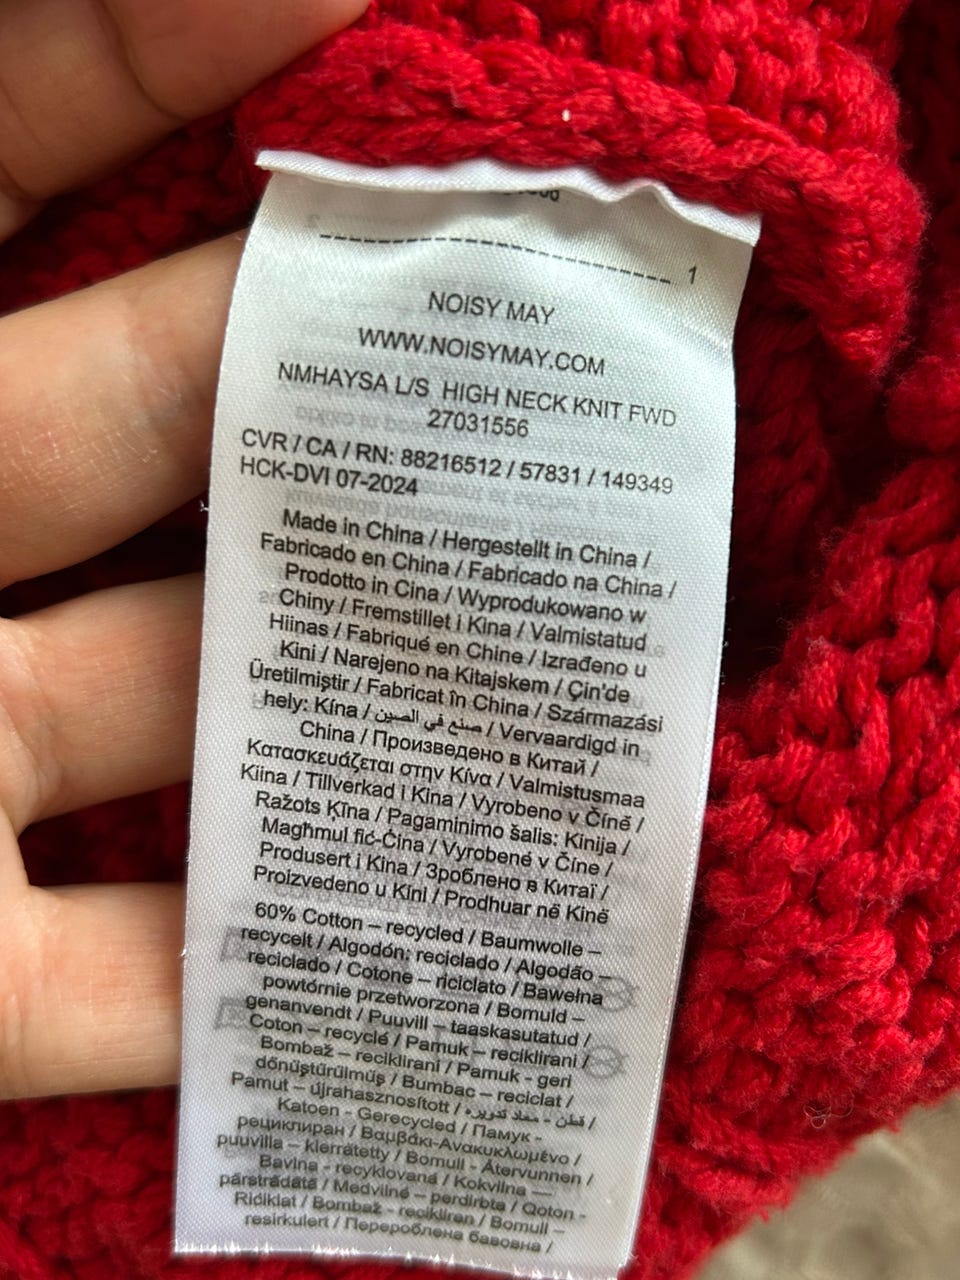 1
NOISY MAY
WWW.NOISYMAY.COM
NMHAYSA L/S HIGH NECK KNIT FWD
27031556
CVR / CA / RN: 88216512 / 57831 / 149349
HCK-DVI 07-2024
Made in China / Hergestellt in China /
Fabricado en China / Fabricado na China /
Prodotto in Cina / Wyprodukowano w
Chiny / Fremstillet i Kina / Valmistatud
Hiinas / Fabriqué en Chine / Izrađeno u
Kini / Narejeno na Kitajskem / Çin'de
Üretilmiştir / Fabricat în China / Származási
hely: Kína / صنع في الصين / Vervaardigd in
China / Произведено в Китай /
Κατασκευάζεται στην Κίνα / Valmistusmaa
Kiina / Tillverkad i Kina / Vyrobeno v Číně /
Ražots Ķīna / Pagaminimo šalis: Kinija /
Magħmul fiċ-Ċina / Vyrobené v Číne /
Produsert i Kina / Зроблено в Китаї /
Proizvedeno u Kini / Prodhuar në Kinë
60% Cotton – recycled / Baumwolle –
recycelt / Algodón: reciclado / Algodão –
reciclado / Cotone – riciclato / Bawełna
powtórnie przetworzona / Bomuld –
genanvendt / Puuvill – taaskasutatud /
Coton – recyclé / Pamuk – reciklirani /
Bombaž – reciklirani / Pamuk - geri
dönüştürülmüş / Bumbac – reciclat /
Pamut – újrahasznosított / قطن - معاد تدويره /
Katoen - Gerecycled / Памук -
рециклиран / Βαμβάκι-Ανακυκλωμένο /
puuvilla – kierrätetty / Bomull - Återvunnen /
Bavlna - recyklovaná / Kokvilna —
pārstrādāta / Medvilnė – perdirbta / Qoton -
Riċiklat / Bombaž - recikliran / Bomull –
resirkulert / Перероблена бавовна /